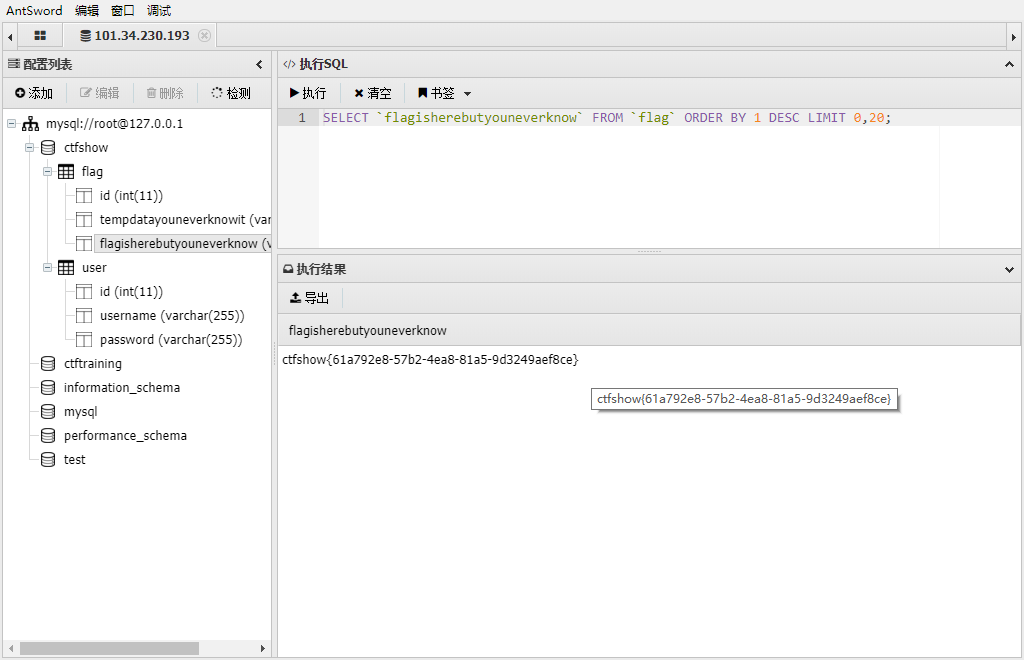 AntSword 编辑 窗口 调试
101.34.230.193
配置列表
添加 编辑 删除 检测
mysql://root@127.0.0.1
ctfshow
flag
id (int(11))
tempdatayouneverknowit (var
flagisherebutyouneverknow (v
user
id (int(11))
username (varchar(255))
password (varchar(255))
ctftraining
information_schema
mysql
performance_schema
test
</> 执行SQL
执行 清空 书签
1 SELECT `flagisherebutyouneverknow` FROM `flag` ORDER BY 1 DESC LIMIT 0,20;
执行结果
导出
flagisherebutyouneverknow
ctfshow{61a792e8-57b2-4ea8-81a5-9d3249aef8ce}
ctfshow{61a792e8-57b2-4ea8-81a5-9d3249aef8ce}